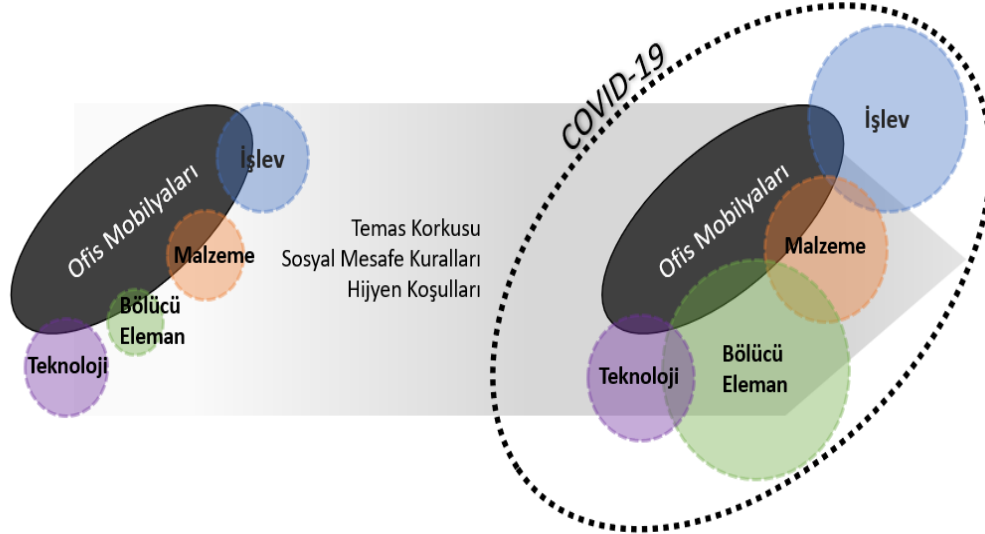 Ofis Mobilyaları
İşlev
Malzeme
Bölücü
Eleman
Teknoloji
Temas Korkusu
Sosyal Mesafe Kuralları
Hijyen Koşulları
COVID-19
Ofis Mobilyaları
İşlev
Malzeme
Bölücü
Eleman
Teknoloji